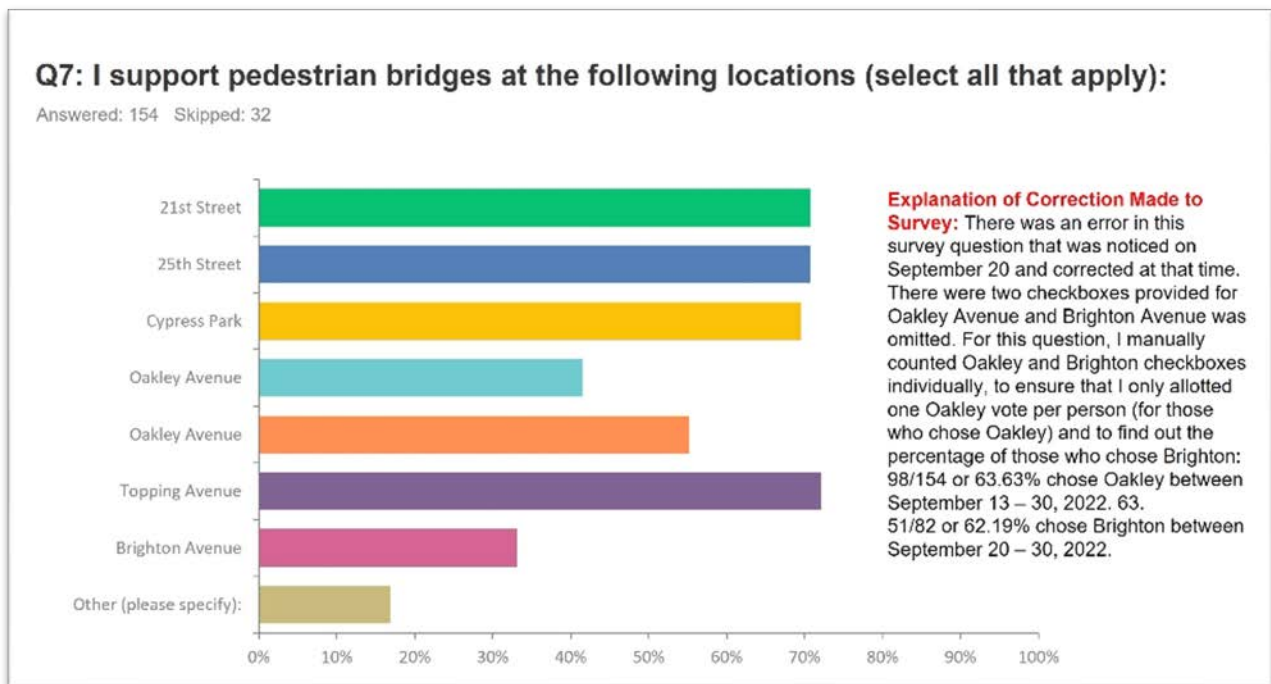 Q7: I support pedestrian bridges at the following locations (select all that apply):
Answered: 154 Skipped: 32
21st Street
25th Street
Cypress Park
Oakley Avenue
Oakley Avenue
Topping Avenue
Brighton Avenue
Other (please specify):
0% 10% 20% 30% 40% 50% 60% 70% 80% 90% 100%
Explanation of Correction Made to
Survey: There was an error in this
survey question that was noticed on
September 20 and corrected at that time.
There were two checkboxes provided for
Oakley Avenue and Brighton Avenue was
omitted. For this question, I manually
counted Oakley and Brighton checkboxes
individually, to ensure that I only allotted
one Oakley vote per person (for those
who chose Oakley) and to find out the
percentage of those who chose Brighton:
98/154 or 63.63% chose Oakley between
September 13 – 30, 2022. 63.
51/82 or 62.19% chose Brighton between
September 20 – 30, 2022.